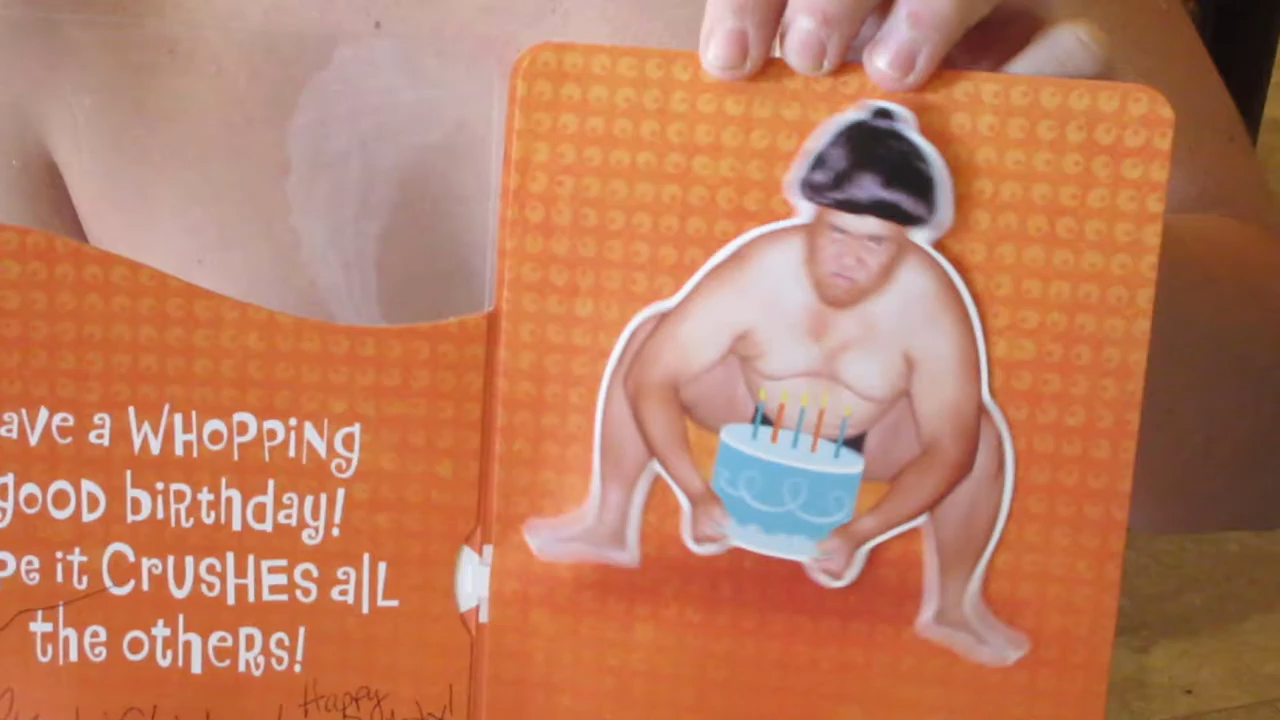 ave a WHOPPING
good birthday!
pe it CRUSHES all
the others!
Happy